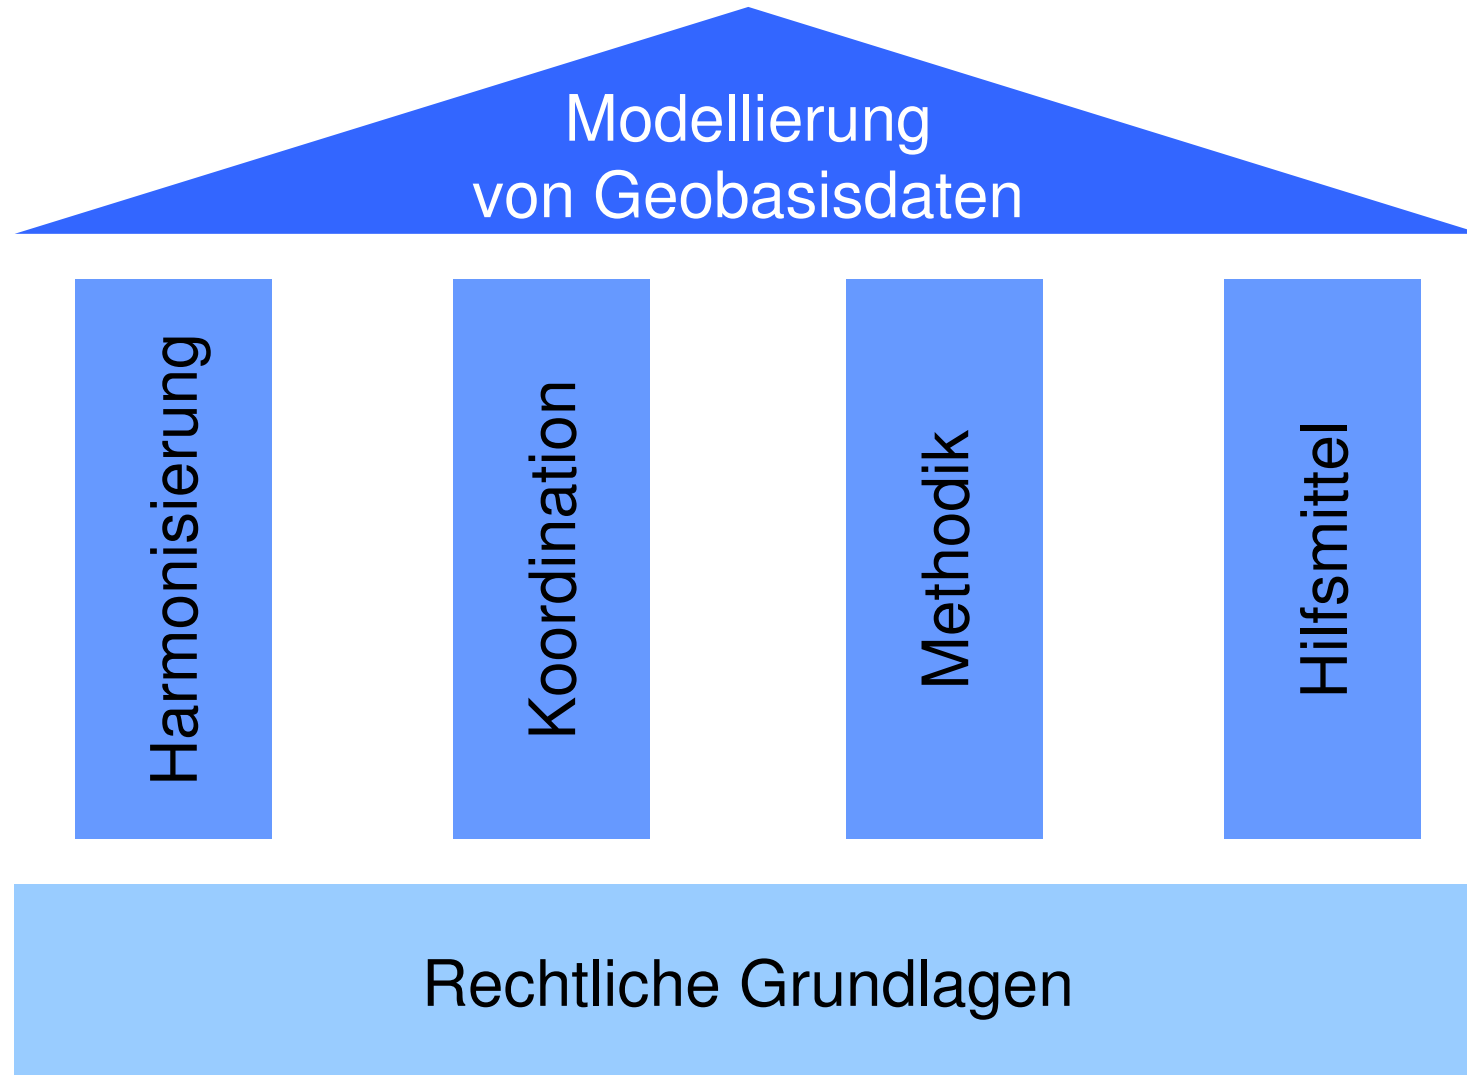 Modellierung
von Geobasisdaten
Harmonisierung
Koordination
Methodik
Hilfsmittel
Rechtliche Grundlagen